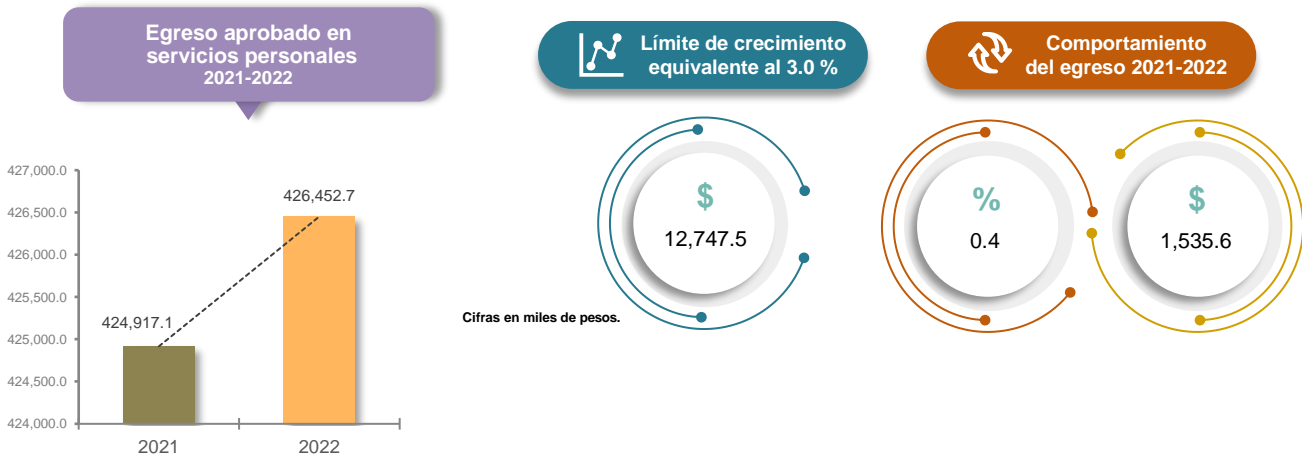 Egreso aprobado en
servicios personales
2021-2022
427,000.0
426,500.0
426,000.0
425,500.0
425,000.0
424,500.0
424,000.0
424,917.1
426,452.7
2021
2022
Límite de crecimiento
equivalente al 3.0 %
$
12,747.5
Cifras en miles de pesos.
Comportamiento
del egreso 2021-2022
%
0.4
$
1,535.6